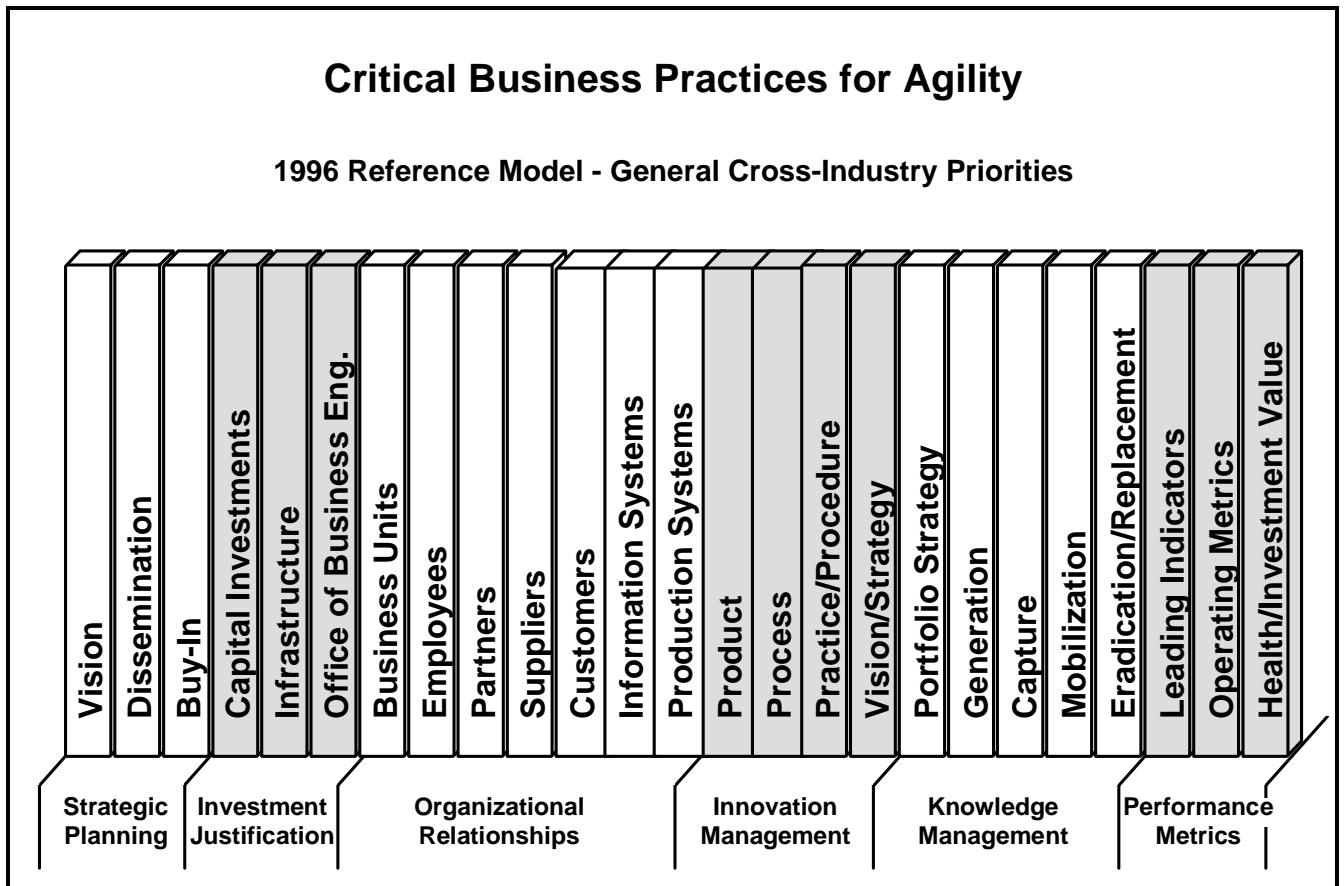 Critical Business Practices for Agility
1996 Reference Model - General Cross-Industry Priorities
Vision
Dissemination
Buy-In
Capital Investments
Infrastructure
Office of Business Eng.
Business Units
Employees
Partners
Suppliers
Customers
Information Systems
Production Systems
Product
Process
Practice/Procedure
Vision/Strategy
Portfolio Strategy
Generation
Capture
Mobilization
Eradication/Replacement
Leading Indicators
Operating Metrics
Health/Investment Value
Strategic
Planning
Investment
Justification
Organizational
Relationships
Innovation
Management
Knowledge
Management
Performance
Metrics